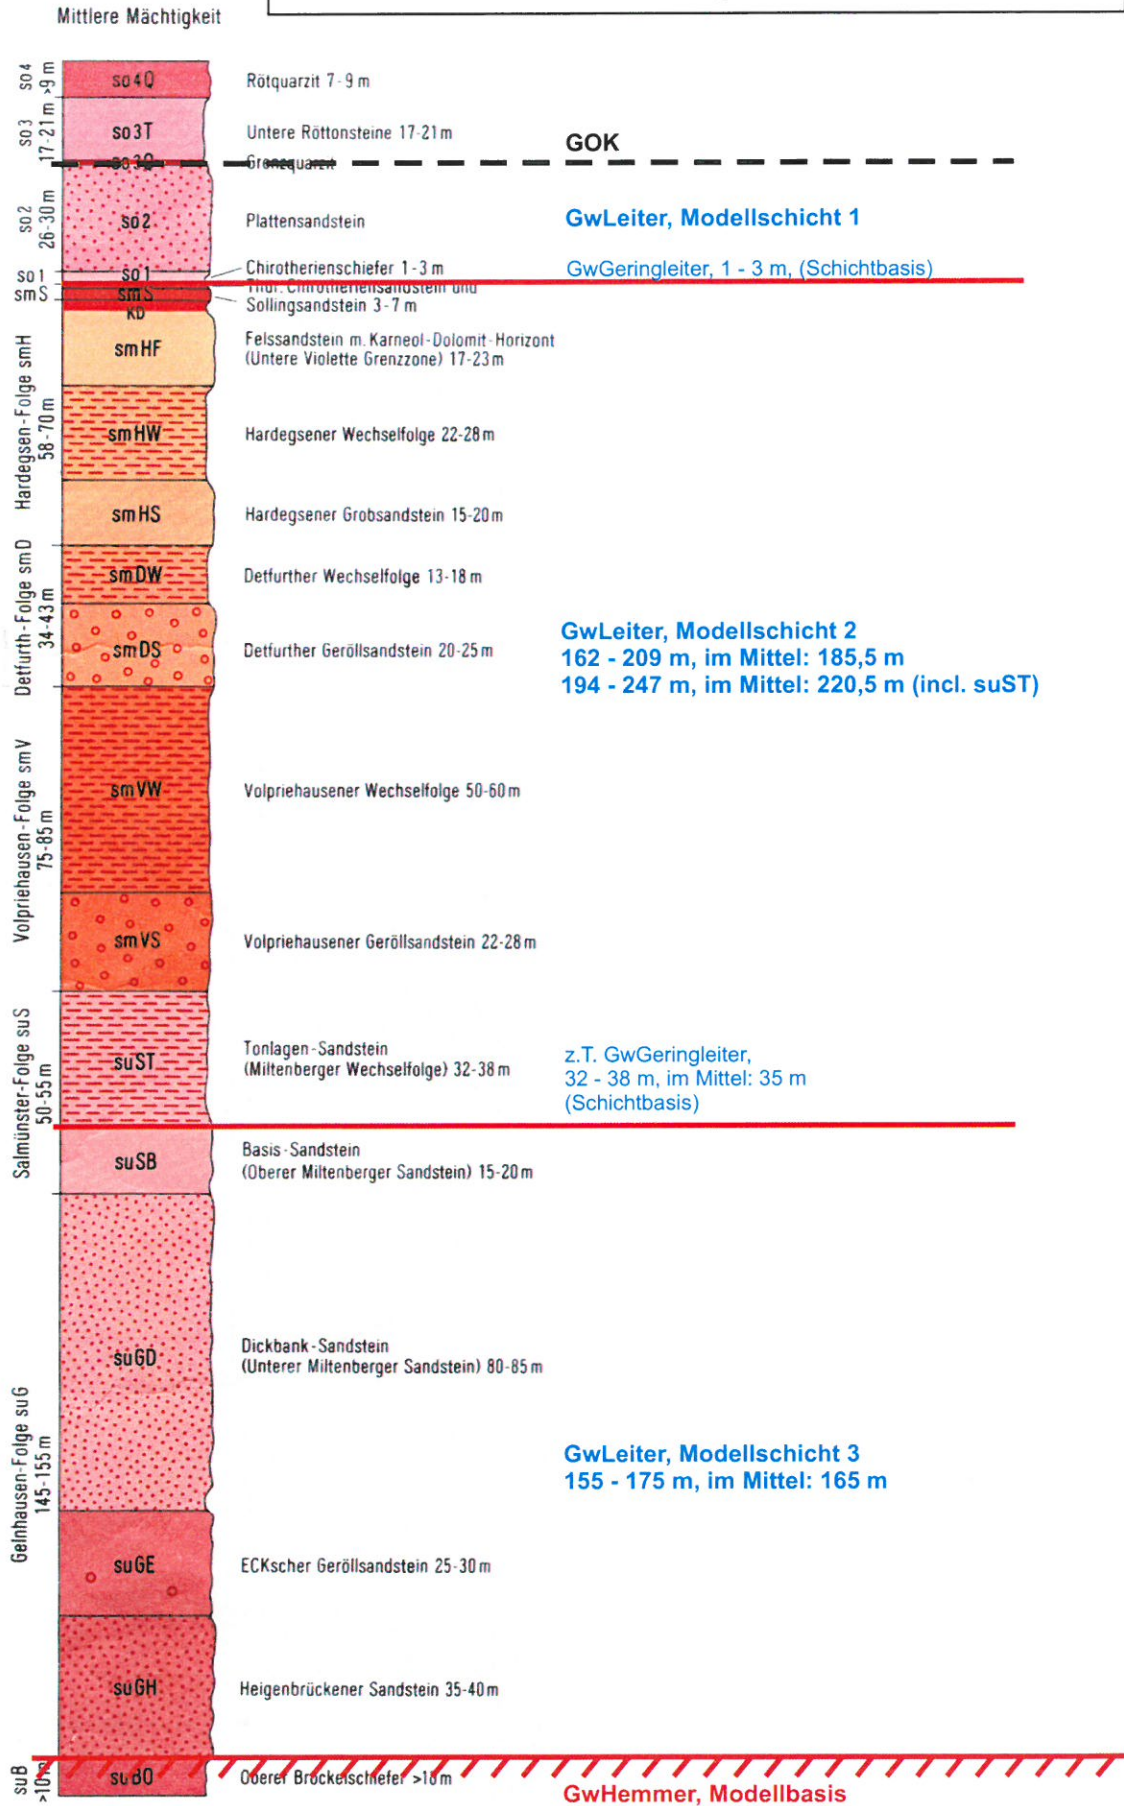 Mittlere Mächtigkeit
so4
>9 m
so4Q
Rötquarzit 7-9 m
so3
17-21 m
so3T
Untere Röttonsteine 17-21 m
GOK
so3Q
Grenzquarzit
so2
26-30 m
so2
Plattensandstein
GwLeiter, Modellschicht 1
so1
so1
Chirotherienschiefer 1-3 m
GwGeringleiter, 1 - 3 m, (Schichtbasis)
smS
smS
Thür. Chirotheriensandstein und
Sollingsandstein 3-7 m
KD
Hardegsen-Folge smH
58-70 m
smHF
Felssandstein m. Karneol-Dolomit-Horizont
(Untere Violette Grenzzone) 17-23 m
smHW
Hardegsener Wechselfolge 22-28 m
smHS
Hardegsener Grobsandstein 15-20 m
Detfurth-Folge smD
34-43 m
smDW
Detfurther Wechselfolge 13-18 m
smDS
Detfurther Geröllsandstein 20-25 m
GwLeiter, Modellschicht 2
162 - 209 m, im Mittel: 185,5 m
194 - 247 m, im Mittel: 220,5 m (incl. suST)
Volpriehausen-Folge smV
75-85 m
smVW
Volpriehausener Wechselfolge 50-60 m
smVS
Volpriehausener Geröllsandstein 22-28 m
Salmünster-Folge suS
50-55 m
suST
Tonlagen-Sandstein
(Miltenberger Wechselfolge) 32-38 m
z.T. GwGeringleiter,
32 - 38 m, im Mittel: 35 m
(Schichtbasis)
suSB
Basis-Sandstein
(Oberer Miltenberger Sandstein) 15-20 m
Gelnhausen-Folge suG
145-155 m
suGD
Dickbank-Sandstein
(Unterer Miltenberger Sandstein) 80-85 m
GwLeiter, Modellschicht 3
155 - 175 m, im Mittel: 165 m
suGE
ECKscher Geröllsandstein 25-30 m
suGH
Heigenbrückener Sandstein 35-40 m
suB
>10 m
suBO
Oberer Bröckelschiefer >10 m
GwHemmer, Modellbasis